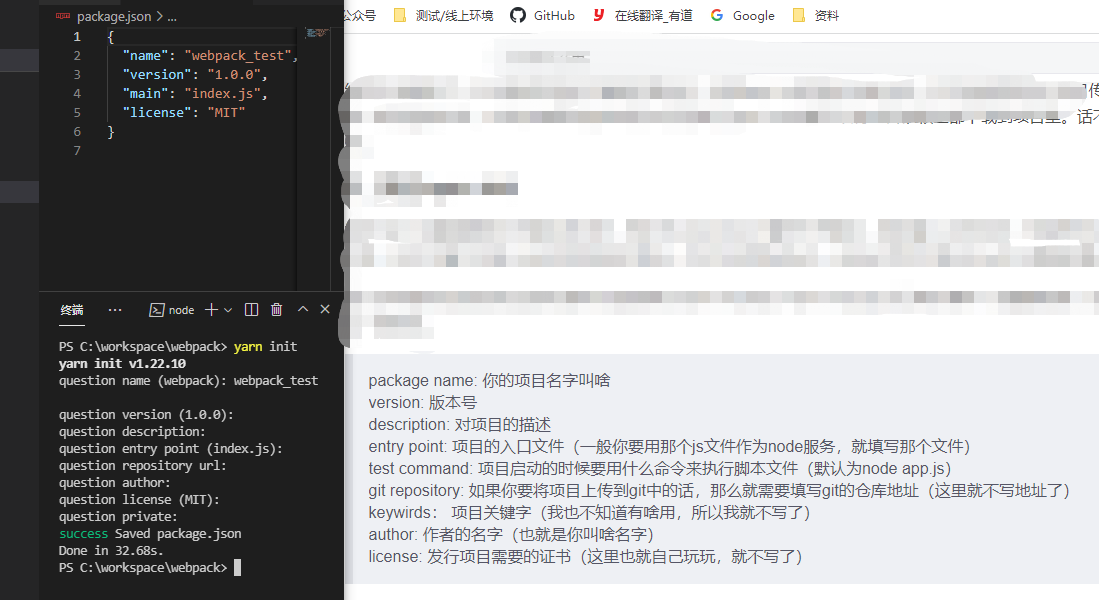 package.json > ...
1 {
2 "name": "webpack_test",
3 "version": "1.0.0",
4 "main": "index.js",
5 "license": "MIT"
6 }
7
终端 ... node
PS C:\workspace\webpack> yarn init
yarn init v1.22.10
question name (webpack): webpack_test
question version (1.0.0):
question description:
question entry point (index.js):
question repository url:
question author:
question license (MIT):
question private:
success Saved package.json
Done in 32.68s.
PS C:\workspace\webpack>
公众号 测试/线上环境 GitHub 在线翻译_有道 Google 资料
package name: 你的项目名字叫啥
version: 版本号
description: 对项目的描述
entry point: 项目的入口文件（一般你要用那个js文件作为node服务，就填写那个文件）
test command: 项目启动的时候要用什么命令来执行脚本文件（默认为node app.js）
git repository: 如果你要将项目上传到git中的话，那么就需要填写git的仓库地址（这里就不写地址了）
keywirds： 项目关键字（我也不知道有啥用，所以我就不写了）
author: 作者的名字（也就是你叫啥名字）
license: 发行项目需要的证书（这里也就自己玩玩，就不写了）